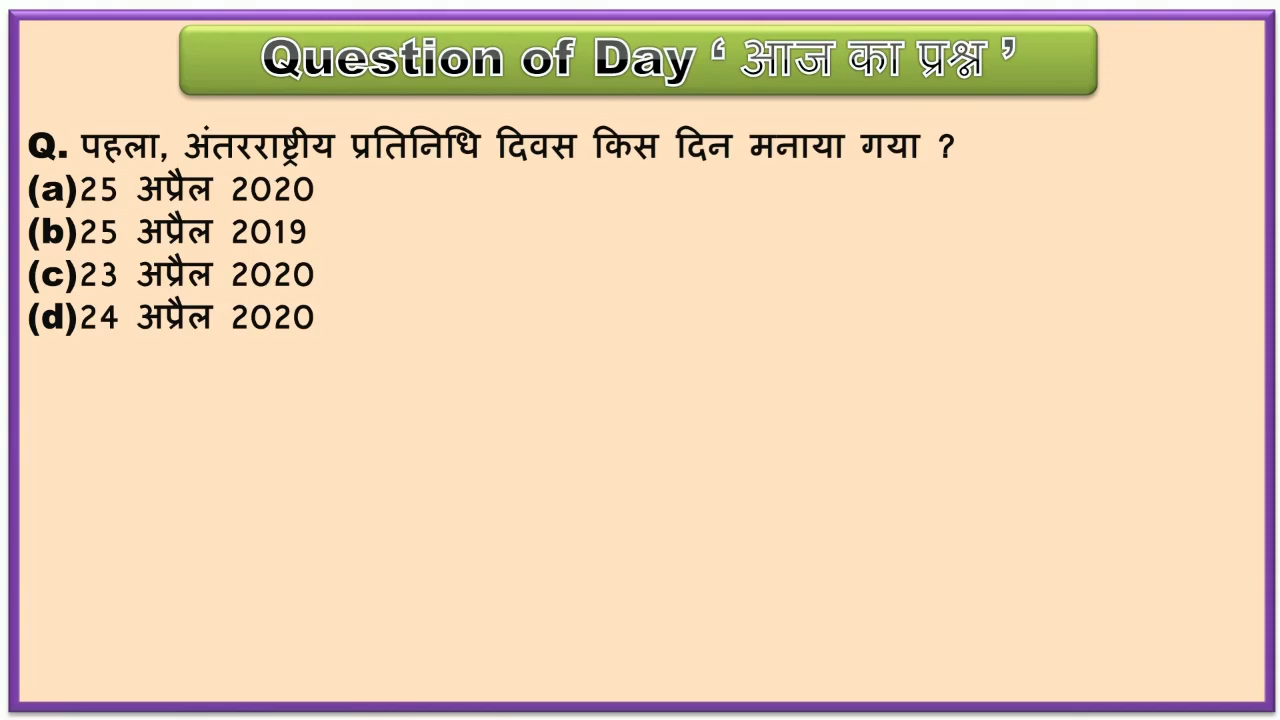 Question of Day ‘ आज का प्रश्न ’
Q. पहला, अंतरराष्ट्रीय प्रतिनिधि दिवस किस दिन मनाया गया ?
(a)25 अप्रैल 2020
(b)25 अप्रैल 2019
(c)23 अप्रैल 2020
(d)24 अप्रैल 2020